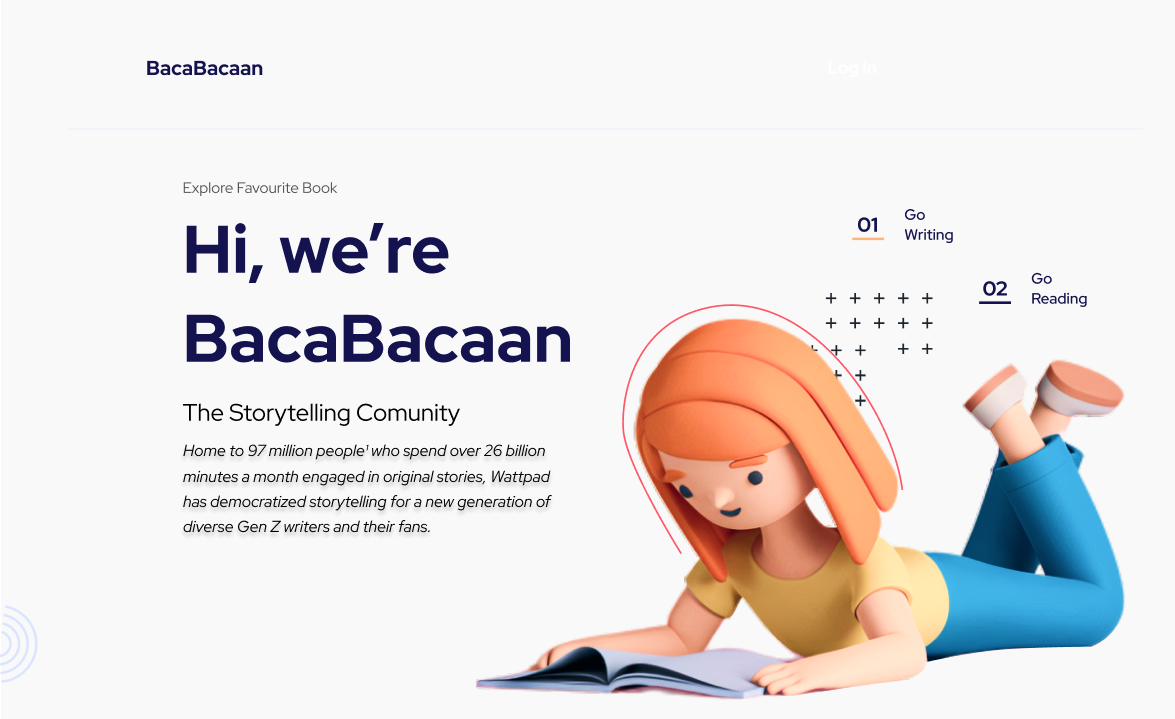 BacaBacaan
Log In
Explore Favourite Book
Hi, we’re
BacaBacaan
The Storytelling Comunity
Home to 97 million people¹ who spend over 26 billion
minutes a month engaged in original stories, Wattpad
has democratized storytelling for a new generation of
diverse Gen Z writers and their fans.
01
Go
Writing
02
Go
Reading